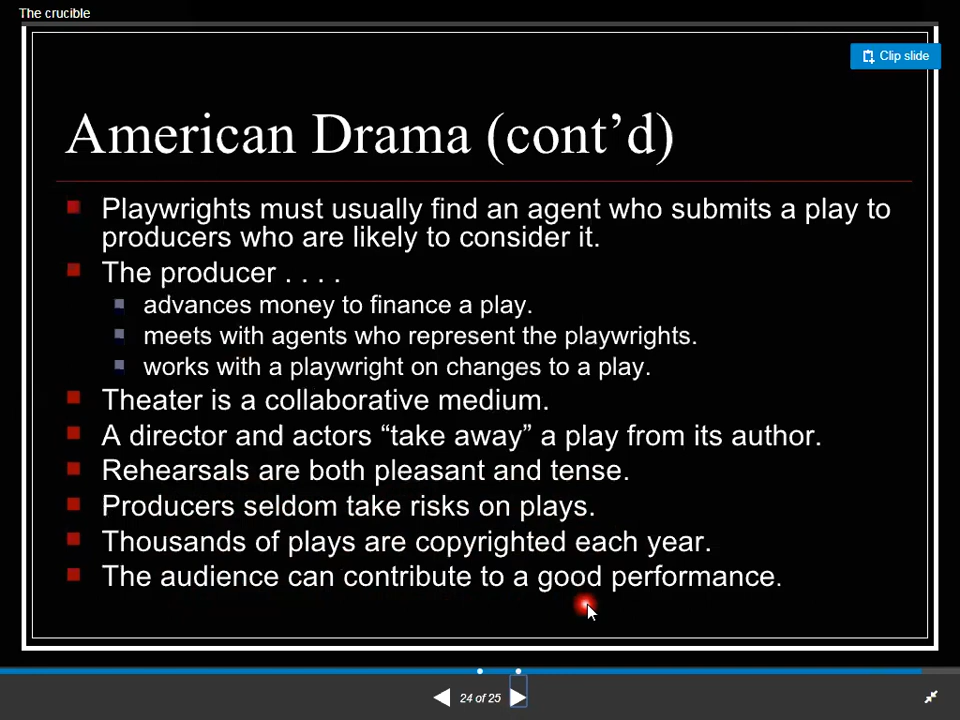 The crucible
Clip slide
American Drama (cont’d)
Playwrights must usually find an agent who submits a play to
producers who are likely to consider it.
The producer . . . .
advances money to finance a play.
meets with agents who represent the playwrights.
works with a playwright on changes to a play.
Theater is a collaborative medium.
A director and actors “take away” a play from its author.
Rehearsals are both pleasant and tense.
Producers seldom take risks on plays.
Thousands of plays are copyrighted each year.
The audience can contribute to a good performance.
24 of 25